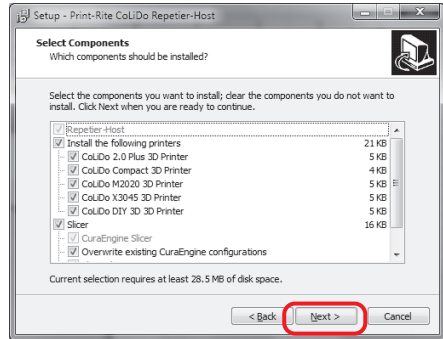 Setup - Print-Rite CoLiDo Repetier-Host
Select Components
Which components should be installed?
Select the components you want to install; clear the components you do not want to
install. Click Next when you are ready to continue.
Repetier-Host
Install the following printers 21 KB
CoLiDo 2.0 Plus 3D Printer 5 KB
CoLiDo Compact 3D Printer 4 KB
CoLiDo M2020 3D Printer 5 KB
CoLiDo X3045 3D Printer 5 KB
CoLiDo DIY 3D 3D Printer 5 KB
Slicer 16 KB
CuraEngine Slicer
Overwrite existing CuraEngine configurations
Current selection requires at least 28.5 MB of disk space.
< Back Next > Cancel